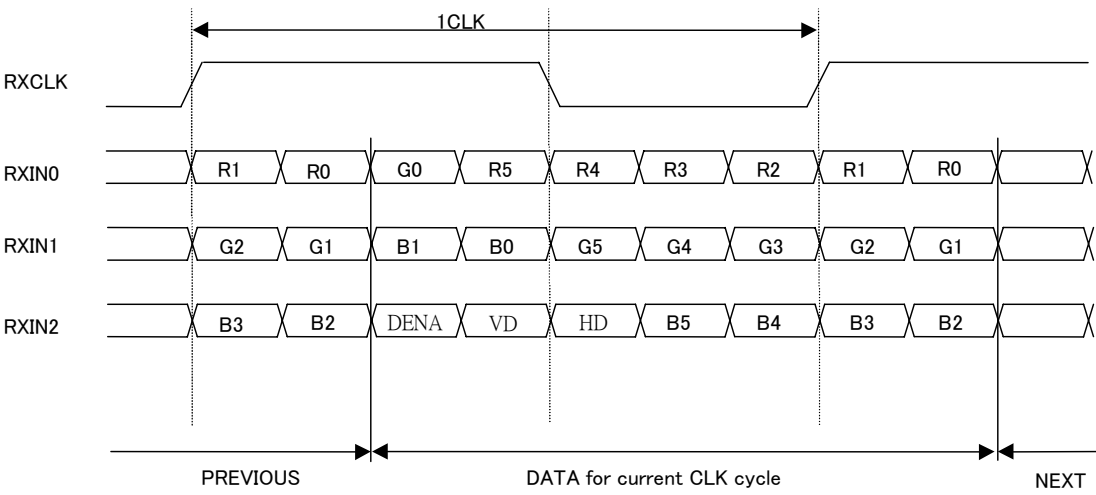 1CLK
RXCLK
RXIN0 R1 R0 G0 R5 R4 R3 R2 R1 R0
RXIN1 G2 G1 B1 B0 G5 G4 G3 G2 G1
RXIN2 B3 B2 DENA VD HD B5 B4 B3 B2
PREVIOUS DATA for current CLK cycle NEXT